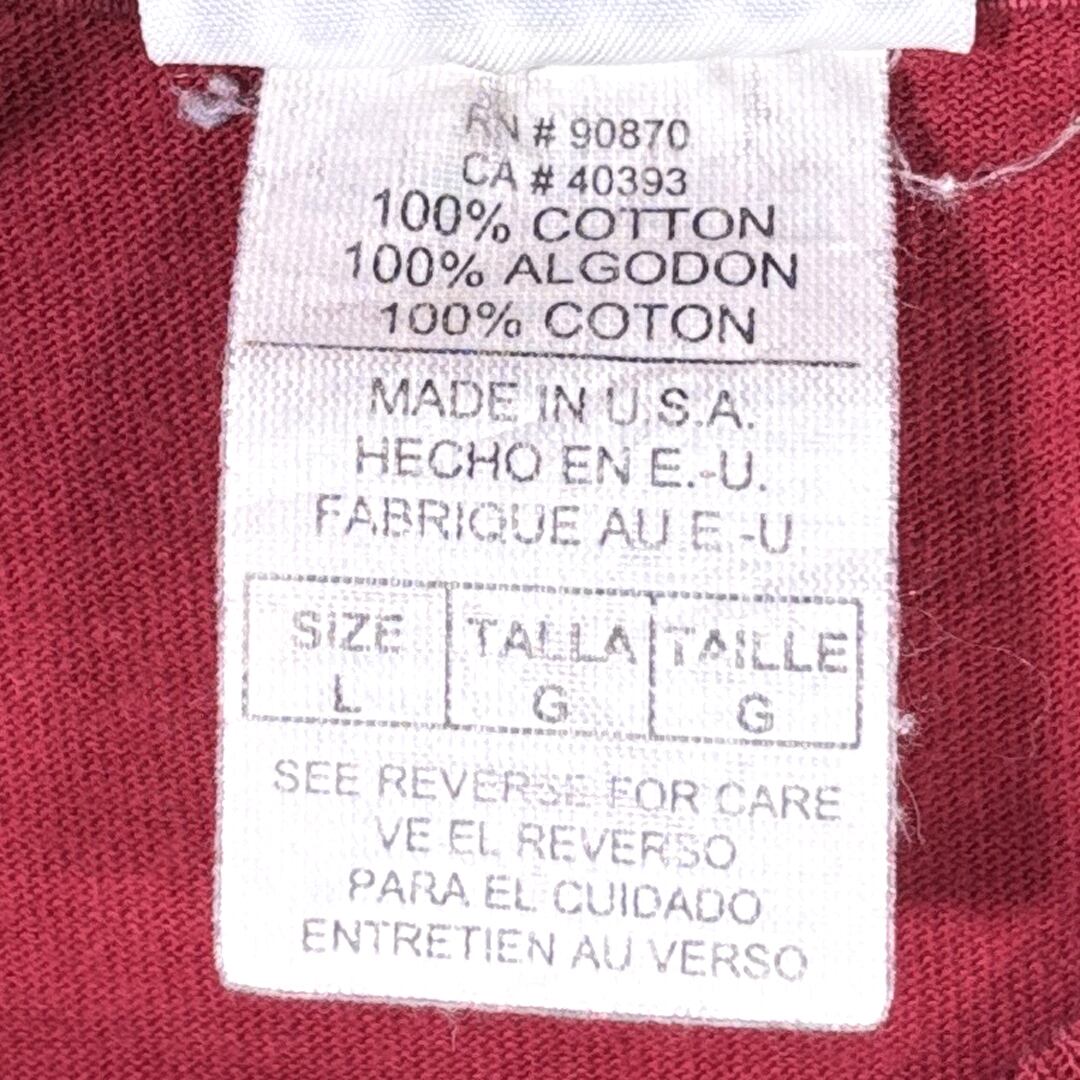 RN # 90870
CA # 40393
100% COTTON
100% ALGODON
100% COTON
MADE IN U.S.A.
HECHO EN E.-U.
FABRIQUE AU E.-U
SIZE TALLA TAILLE
L G G
SEE REVERSE FOR CARE
VE EL REVERSO
PARA EL CUIDADO
ENTRETIEN AU VERSO